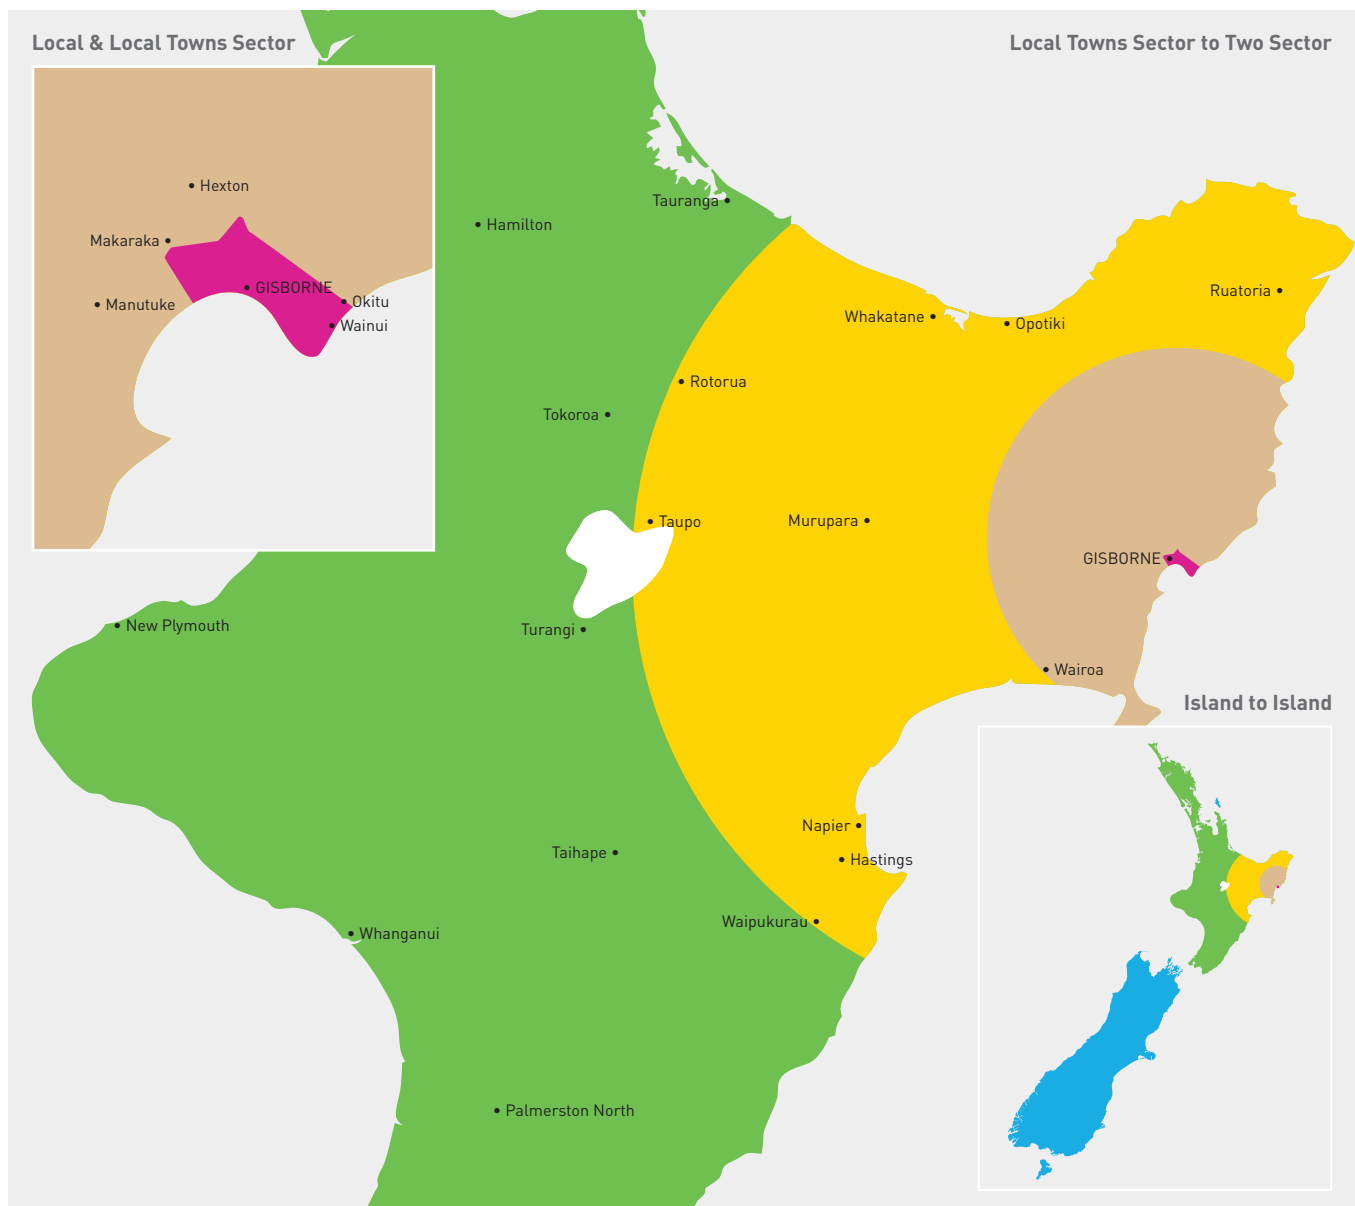 Local & Local Towns Sector
Local Towns Sector to Two Sector
Hexton
Makaraka
GISBORNE
Manutuke
Okitu
Wainui
Tauranga
Hamilton
Ruatoria
Whakatane
Opotiki
Rotorua
Tokoroa
Taupo
Murupara
GISBORNE
New Plymouth
Turangi
Wairoa
Island to Island
Napier
Taihape
Hastings
Waipukurau
Whanganui
Palmerston North